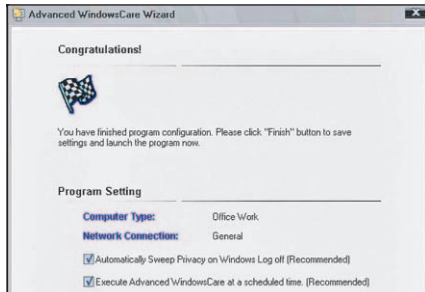 Advanced WindowsCare Wizard
Congratulations!
You have finished program configuration. Please click "Finish" button to save
settings and launch the program now.
Program Setting
Computer Type: Office Work
Network Connection: General
Automatically Sweep Privacy on Windows Log off (Recommended)
Execute Advanced WindowsCare at a scheduled time. (Recommended)